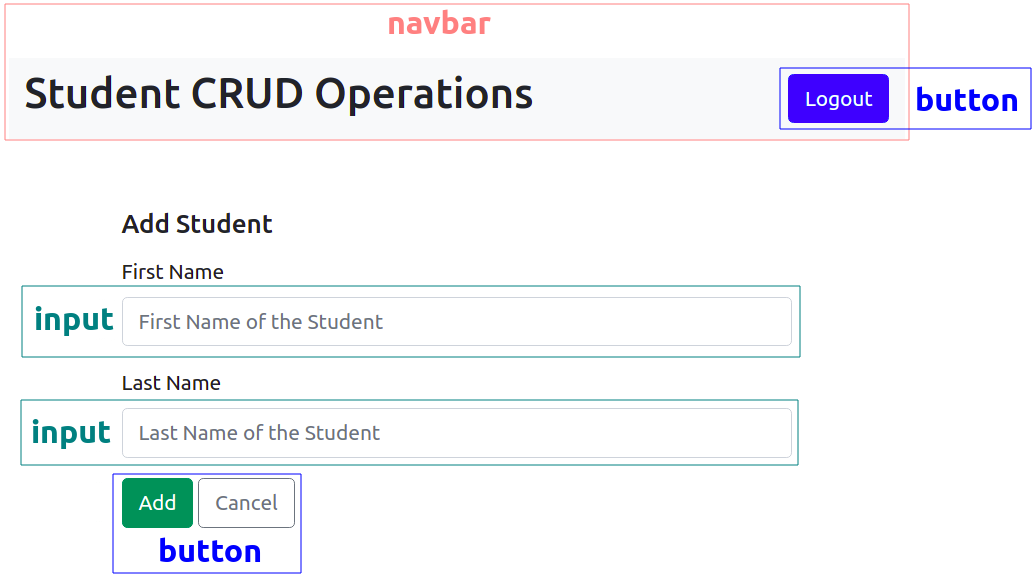 navbar
Student CRUD Operations
Logout
button
Add Student
First Name
input
First Name of the Student
Last Name
input
Last Name of the Student
Add
Cancel
button